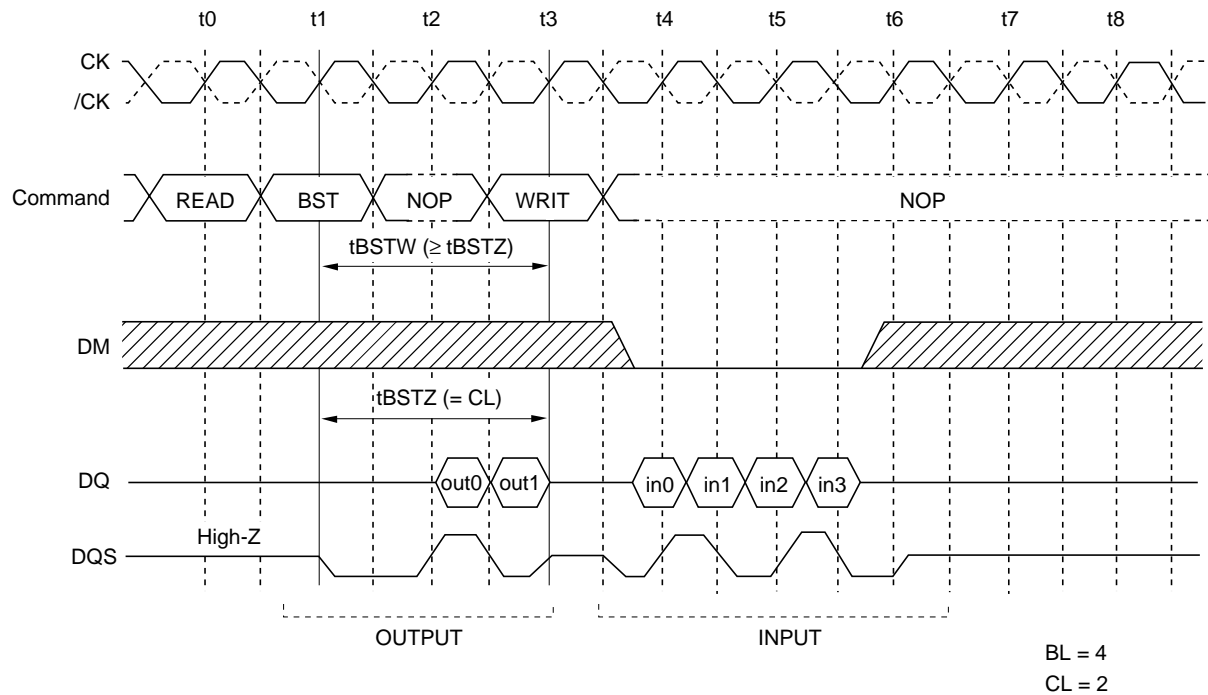 t0 t1 t2 t3 t4 t5 t6 t7 t8
CK
/CK
Command READ BST NOP WRIT NOP
tBSTW (≥ tBSTZ)
DM
tBSTZ (= CL)
DQ out0 out1 in0 in1 in2 in3
High-Z
DQS
OUTPUT INPUT
BL = 4
CL = 2